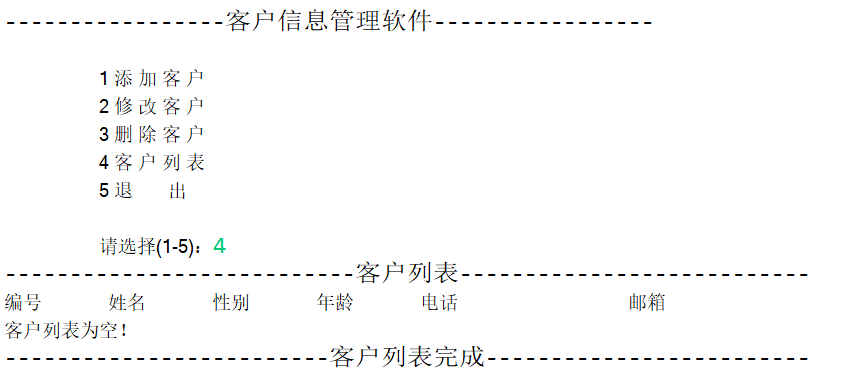 -----------------客户信息管理软件-----------------
1 添 加 客 户
2 修 改 客 户
3 删 除 客 户
4 客 户 列 表
5 退 出
请选择(1-5)：4
---------------------------客户列表---------------------------
编号 姓名 性别 年龄 电话 邮箱
客户列表为空！
-------------------------客户列表完成-------------------------